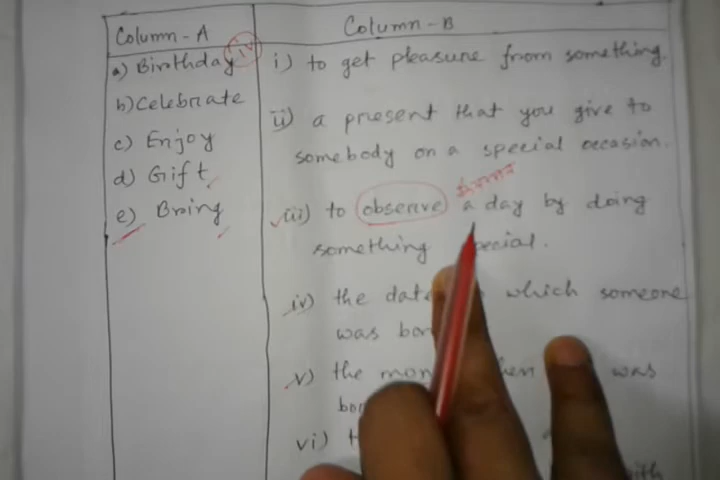 Column - A
Column - B
a) Birthday iv
i) to get pleasure from something.
b) Celebrate
ii) a present that you give to
somebody on a special occasion.
c) Enjoy
d) Gift
e) Bring
iii) to observe a day by doing
something special.
iv) the date which someone
was
v) the was
vi)